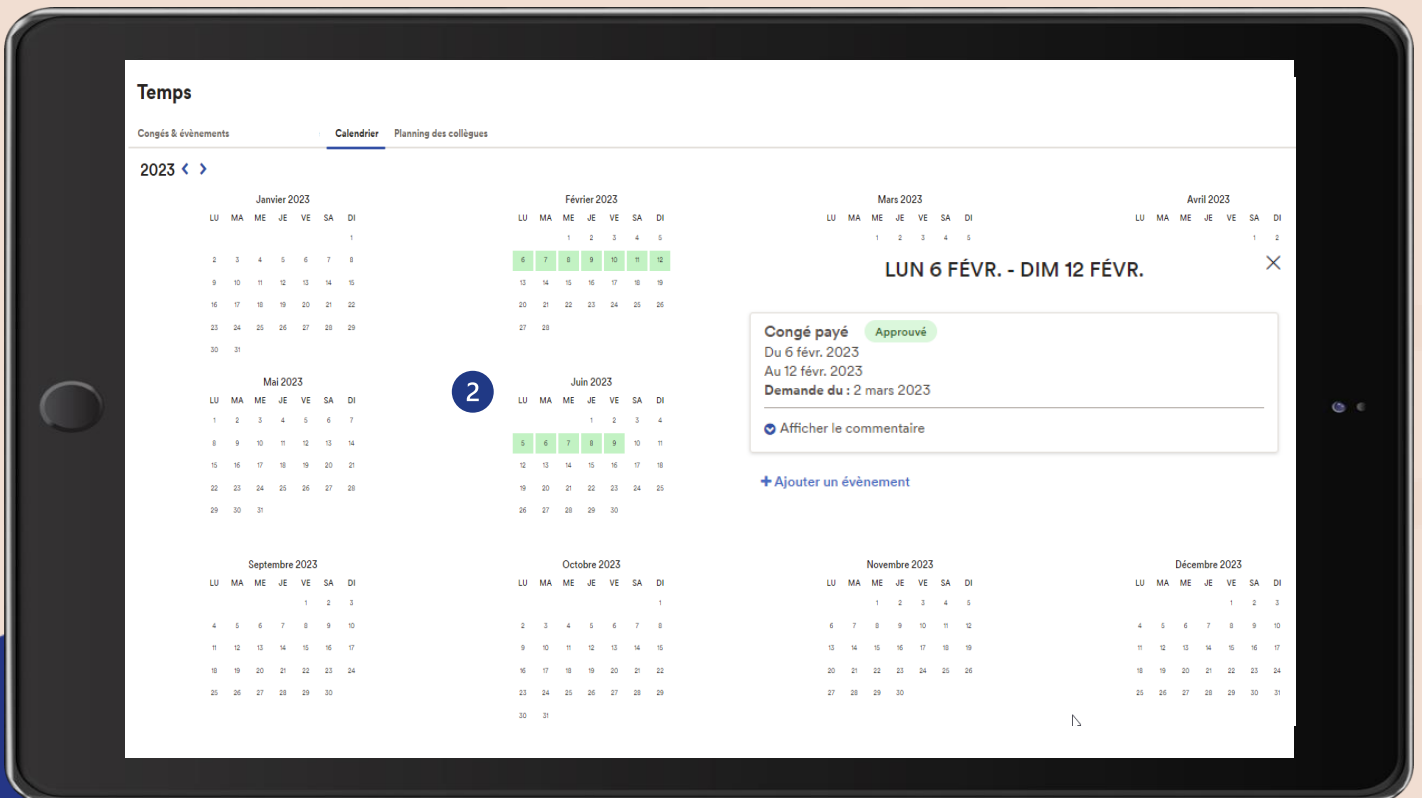 Temps
Congés & évènements Calendrier Planning des collègues
2023
Janvier 2023
LU MA ME JE VE SA DI
1
2 3 4 5 6 7 8
9 10 11 12 13 14 15
16 17 18 19 20 21 22
23 24 25 26 27 28 29
30 31
Février 2023
LU MA ME JE VE SA DI
1 2 3 4 5
6 7 8 9 10 11 12
13 14 15 16 17 18 19
20 21 22 23 24 25 26
27 28
Mars 2023
LU MA ME JE VE SA DI
1 2 3 4 5
Avril 2023
LU MA ME JE VE SA DI
1 2
LUN 6 FÉVR. - DIM 12 FÉVR.
Congé payé Approuvé
Du 6 févr. 2023
Au 12 févr. 2023
Demande du : 2 mars 2023
Afficher le commentaire
+ Ajouter un évènement
Mai 2023
LU MA ME JE VE SA DI
1 2 3 4 5 6 7
8 9 10 11 12 13 14
15 16 17 18 19 20 21
22 23 24 25 26 27 28
29 30 31
2
Juin 2023
LU MA ME JE VE SA DI
1 2 3 4
5 6 7 8 9 10 11
12 13 14 15 16 17 18
19 20 21 22 23 24 25
26 27 28 29 30
Septembre 2023
LU MA ME JE VE SA DI
1 2 3
4 5 6 7 8 9 10
11 12 13 14 15 16 17
18 19 20 21 22 23 24
25 26 27 28 29 30
Octobre 2023
LU MA ME JE VE SA DI
1
2 3 4 5 6 7 8
9 10 11 12 13 14 15
16 17 18 19 20 21 22
23 24 25 26 27 28 29
30 31
Novembre 2023
LU MA ME JE VE SA DI
1 2 3 4 5
6 7 8 9 10 11 12
13 14 15 16 17 18 19
20 21 22 23 24 25 26
27 28 29 30
Décembre 2023
LU MA ME JE VE SA DI
1 2 3
4 5 6 7 8 9 10
11 12 13 14 15 16 17
18 19 20 21 22 23 24
25 26 27 28 29 30 31